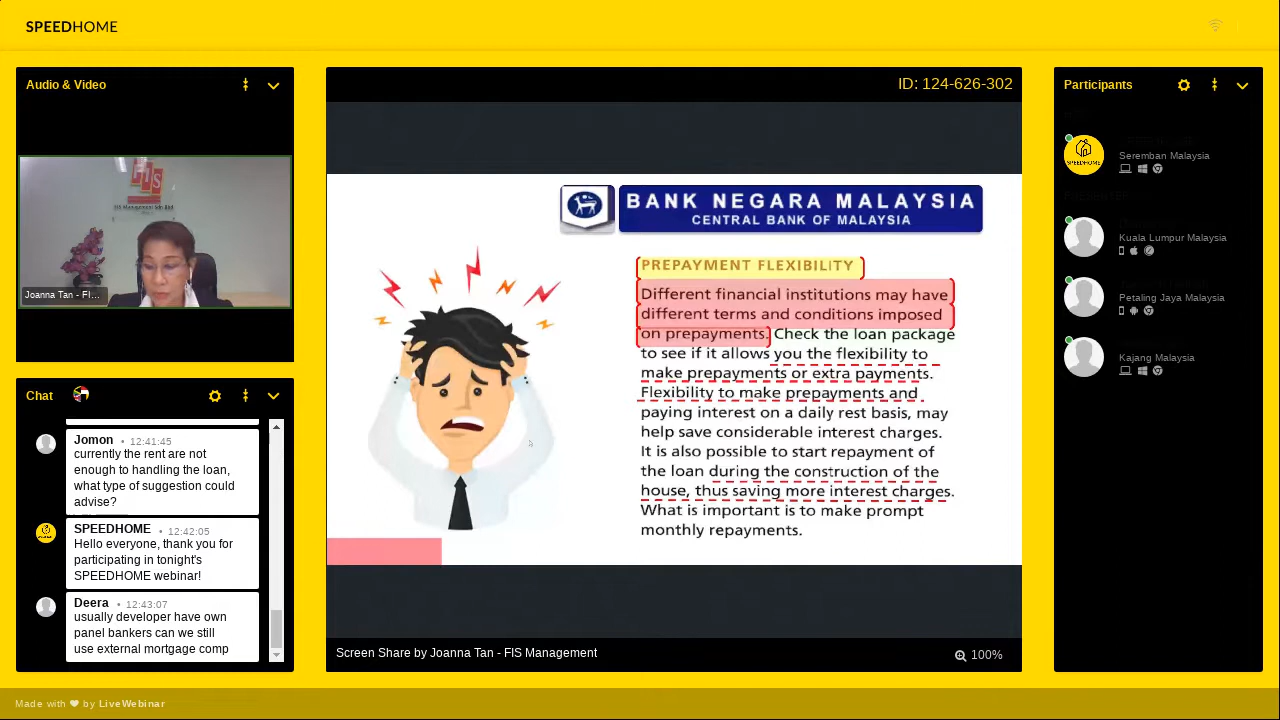 SPEEDHOME
Audio & Video
FIS
FIS Management Sdn Bhd
Joanna Tan - FI...
Chat
Jomon • 12:41:45
currently the rent are not
enough to handling the loan,
what type of suggestion could
advise?
SPEEDHOME • 12:42:05
Hello everyone, thank you for
participating in tonight's
SPEEDHOME webinar!
Deera • 12:43:07
usually developer have own
panel bankers can we still
use external mortgage comp
ID: 124-626-302
BANK NEGARA MALAYSIA
CENTRAL BANK OF MALAYSIA
PREPAYMENT FLEXIBILITY
Different financial institutions may have
different terms and conditions imposed
on prepayments. Check the loan package
to see if it allows you the flexibility to
make prepayments or extra payments.
Flexibility to make prepayments and
paying interest on a daily rest basis, may
help save considerable interest charges.
It is also possible to start repayment of
the loan during the construction of the
house, thus saving more interest charges.
What is important is to make prompt
monthly repayments.
Screen Share by Joanna Tan - FIS Management
100%
Participants
SPEEDHOME
Seremban Malaysia
Kuala Lumpur Malaysia
Petaling Jaya Malaysia
Kajang Malaysia
Made with ♥ by LiveWebinar